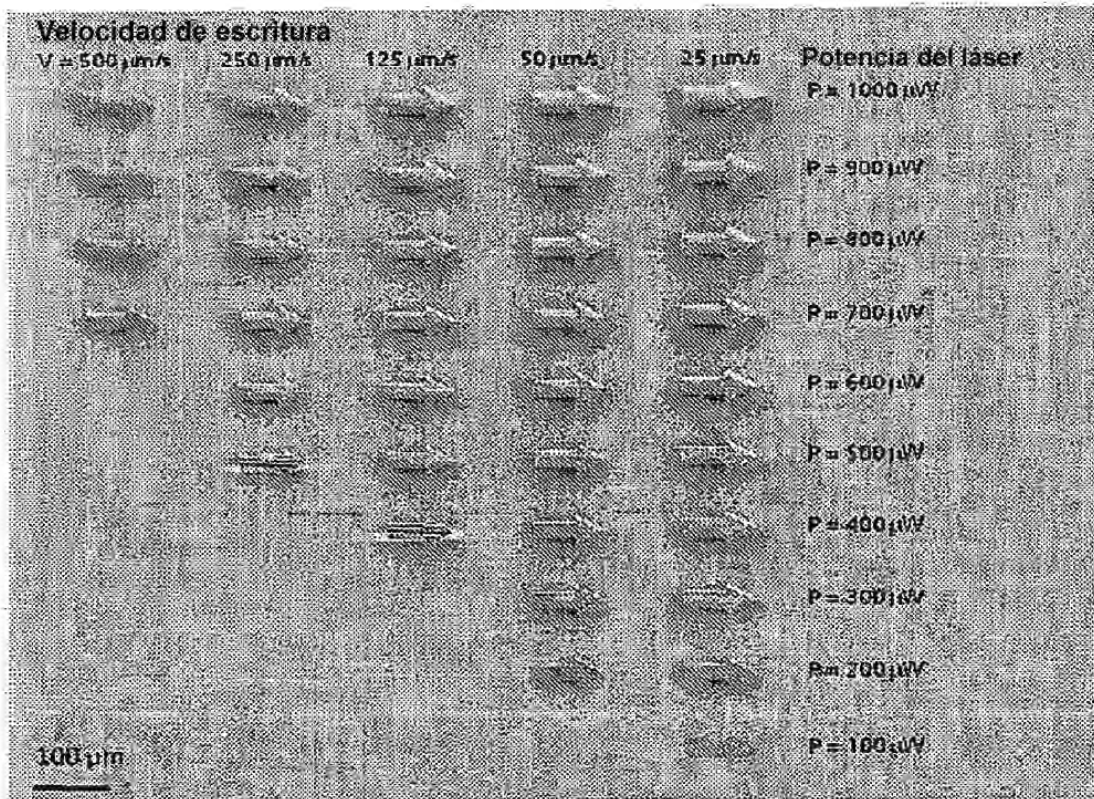 Velocidad de escritura
V = 500 µm/s 250 µm/s 125 µm/s 50 µm/s 25 µm/s Potencia del láser
P = 1000 µW
P = 900 µW
P = 800 µW
P = 700 µW
P = 600 µW
P = 500 µW
P = 400 µW
P = 300 µW
P = 200 µW
P = 100 µW
100 µm